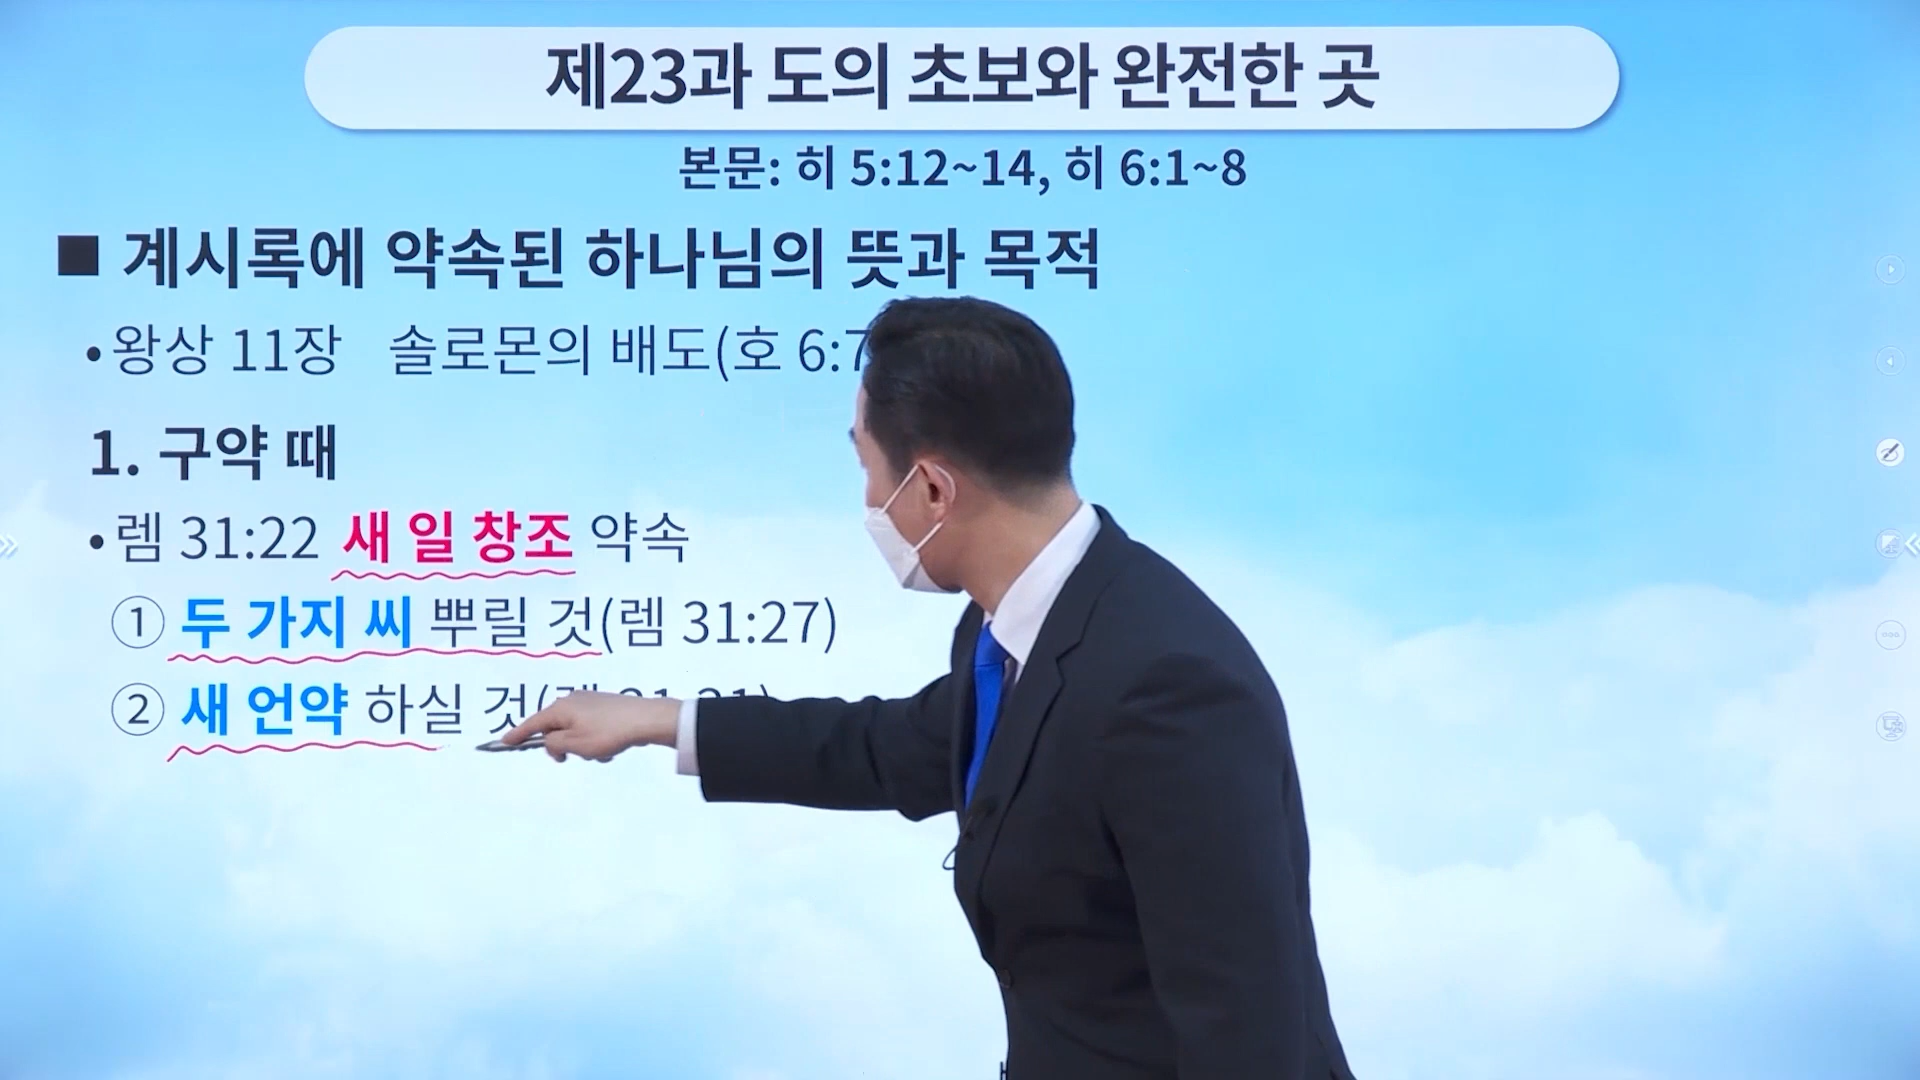 제23과 도의 초보와 완전한 곳
본문: 히 5:12~14, 히 6:1~8
■ 계시록에 약속된 하나님의 뜻과 목적
• 왕상 11장 솔로몬의 배도(호 6:7
1. 구약 때
• 렘 31:22 새 일 창조 약속
① 두 가지 씨 뿌릴 것(렘 31:27)
② 새 언약 하실 것(